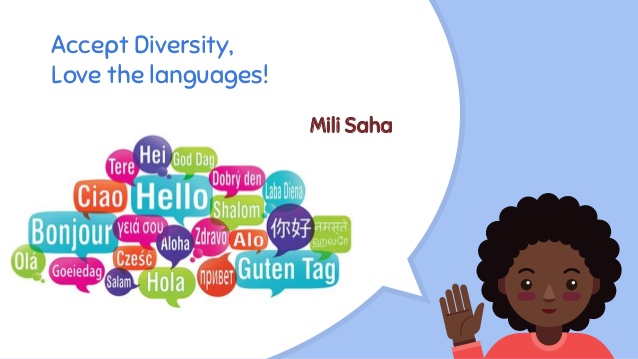 Accept Diversity,
Love the languages!
Mili Saha
Tere
Hei
God Dag
Dobrý den
Laba Diena
Ciao
Hello
Shalom
Bonjour
γειά σου
Aloha
Zdravo
Alo
你好
नमस्ते
Olá
Goeiedag
Cześć
Salam
Hola
привет
Guten Tag